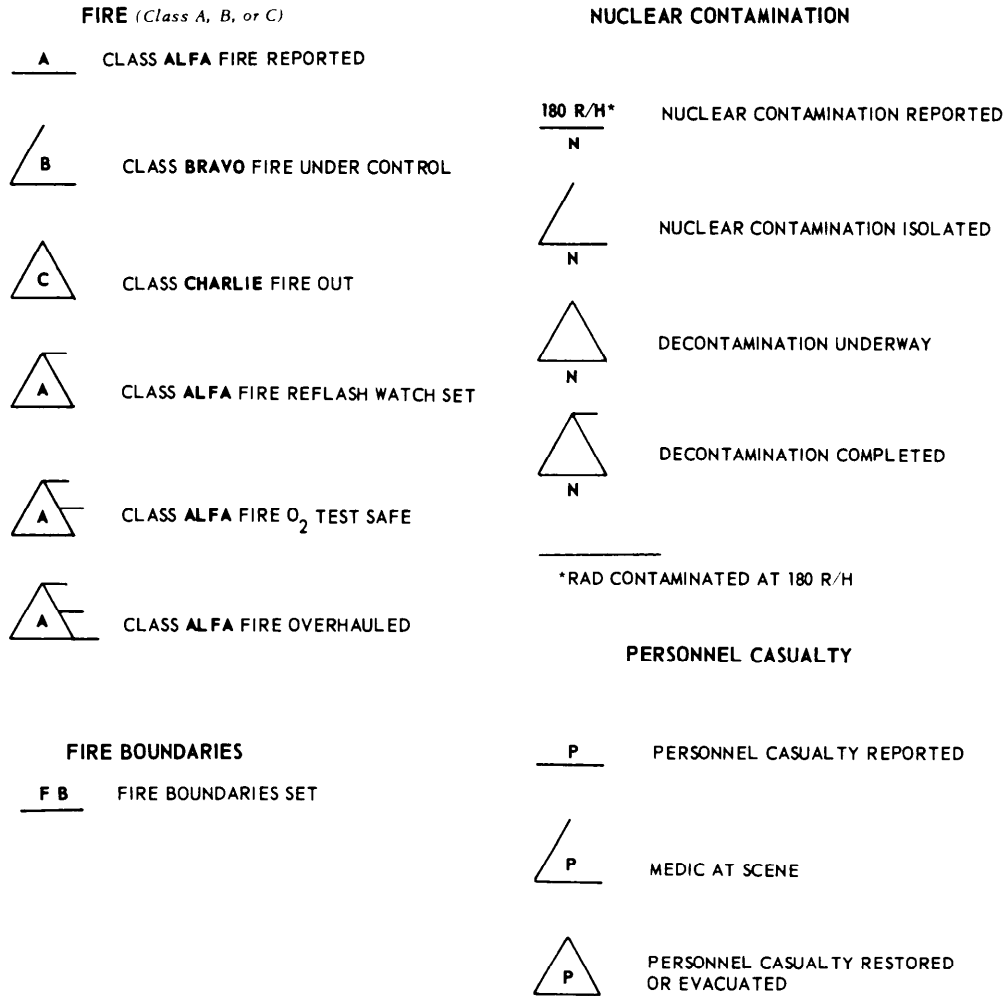 FIRE (Class A, B, or C)
A CLASS ALFA FIRE REPORTED
B CLASS BRAVO FIRE UNDER CONTROL
C CLASS CHARLIE FIRE OUT
A CLASS ALFA FIRE REFLASH WATCH SET
A CLASS ALFA FIRE O2 TEST SAFE
A CLASS ALFA FIRE OVERHAULED
FIRE BOUNDARIES
F B FIRE BOUNDARIES SET
NUCLEAR CONTAMINATION
180 R/H* NUCLEAR CONTAMINATION REPORTED
N
NUCLEAR CONTAMINATION ISOLATED
N
DECONTAMINATION UNDERWAY
N
DECONTAMINATION COMPLETED
N
*RAD CONTAMINATED AT 180 R/H
PERSONNEL CASUALTY
P PERSONNEL CASUALTY REPORTED
P MEDIC AT SCENE
P PERSONNEL CASUALTY RESTORED
OR EVACUATED